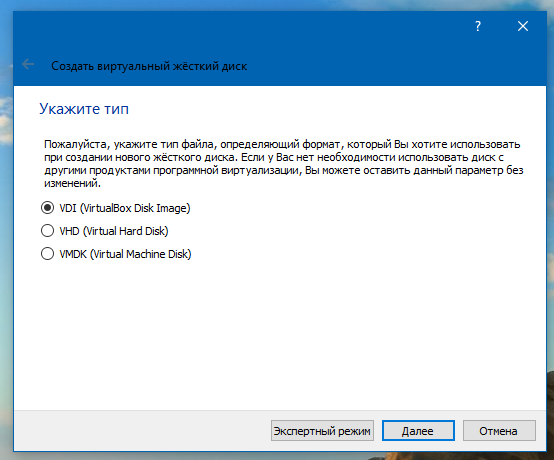 ?
Создать виртуальный жёсткий диск
Укажите тип
Пожалуйста, укажите тип файла, определяющий формат, который Вы хотите использовать
при создании нового жёсткого диска. Если у Вас нет необходимости использовать диск с
другими продуктами программной виртуализации, Вы можете оставить данный параметр без
изменений.
VDI (VirtualBox Disk Image)
VHD (Virtual Hard Disk)
VMDK (Virtual Machine Disk)
Экспертный режим Далее Отмена